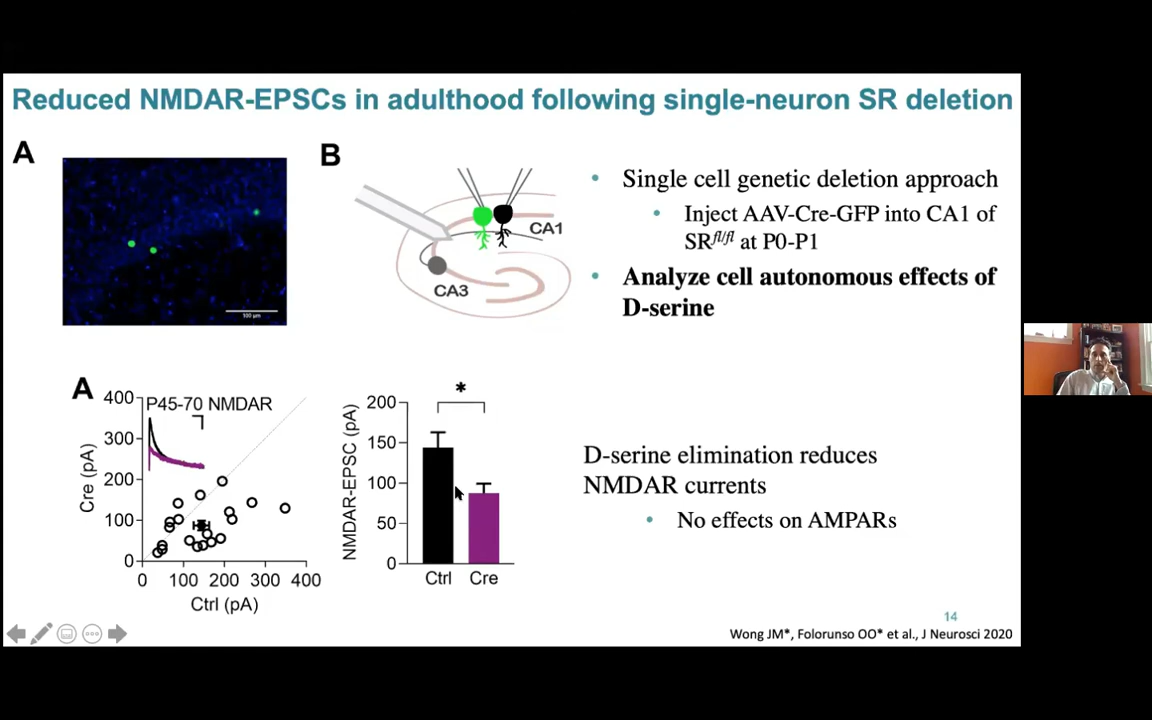 Reduced NMDAR-EPSCs in adulthood following single-neuron SR deletion
A
100 µm
B
CA1
CA3
• Single cell genetic deletion approach
• Inject AAV-Cre-GFP into CA1 of
SRfl/fl at P0-P1
• Analyze cell autonomous effects of
D-serine
A
P45-70 NMDAR
Cre (pA)
400
300
200
100
0
0 100 200 300 400
Ctrl (pA)
*
NMDAR-EPSC (pA)
200
150
100
50
0
Ctrl Cre
D-serine elimination reduces
NMDAR currents
• No effects on AMPARs
14
Wong JM*, Folorunso OO* et al., J Neurosci 2020